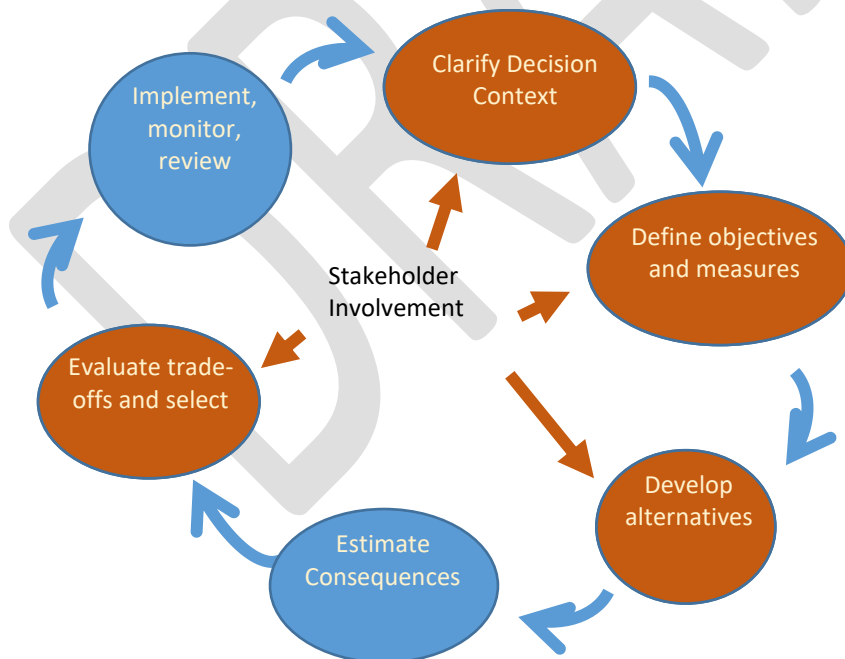 Clarify Decision
Context
Implement,
monitor,
review
Define objectives
and measures
Stakeholder
Involvement
Evaluate trade-
offs and select
Develop
alternatives
Estimate
Consequences